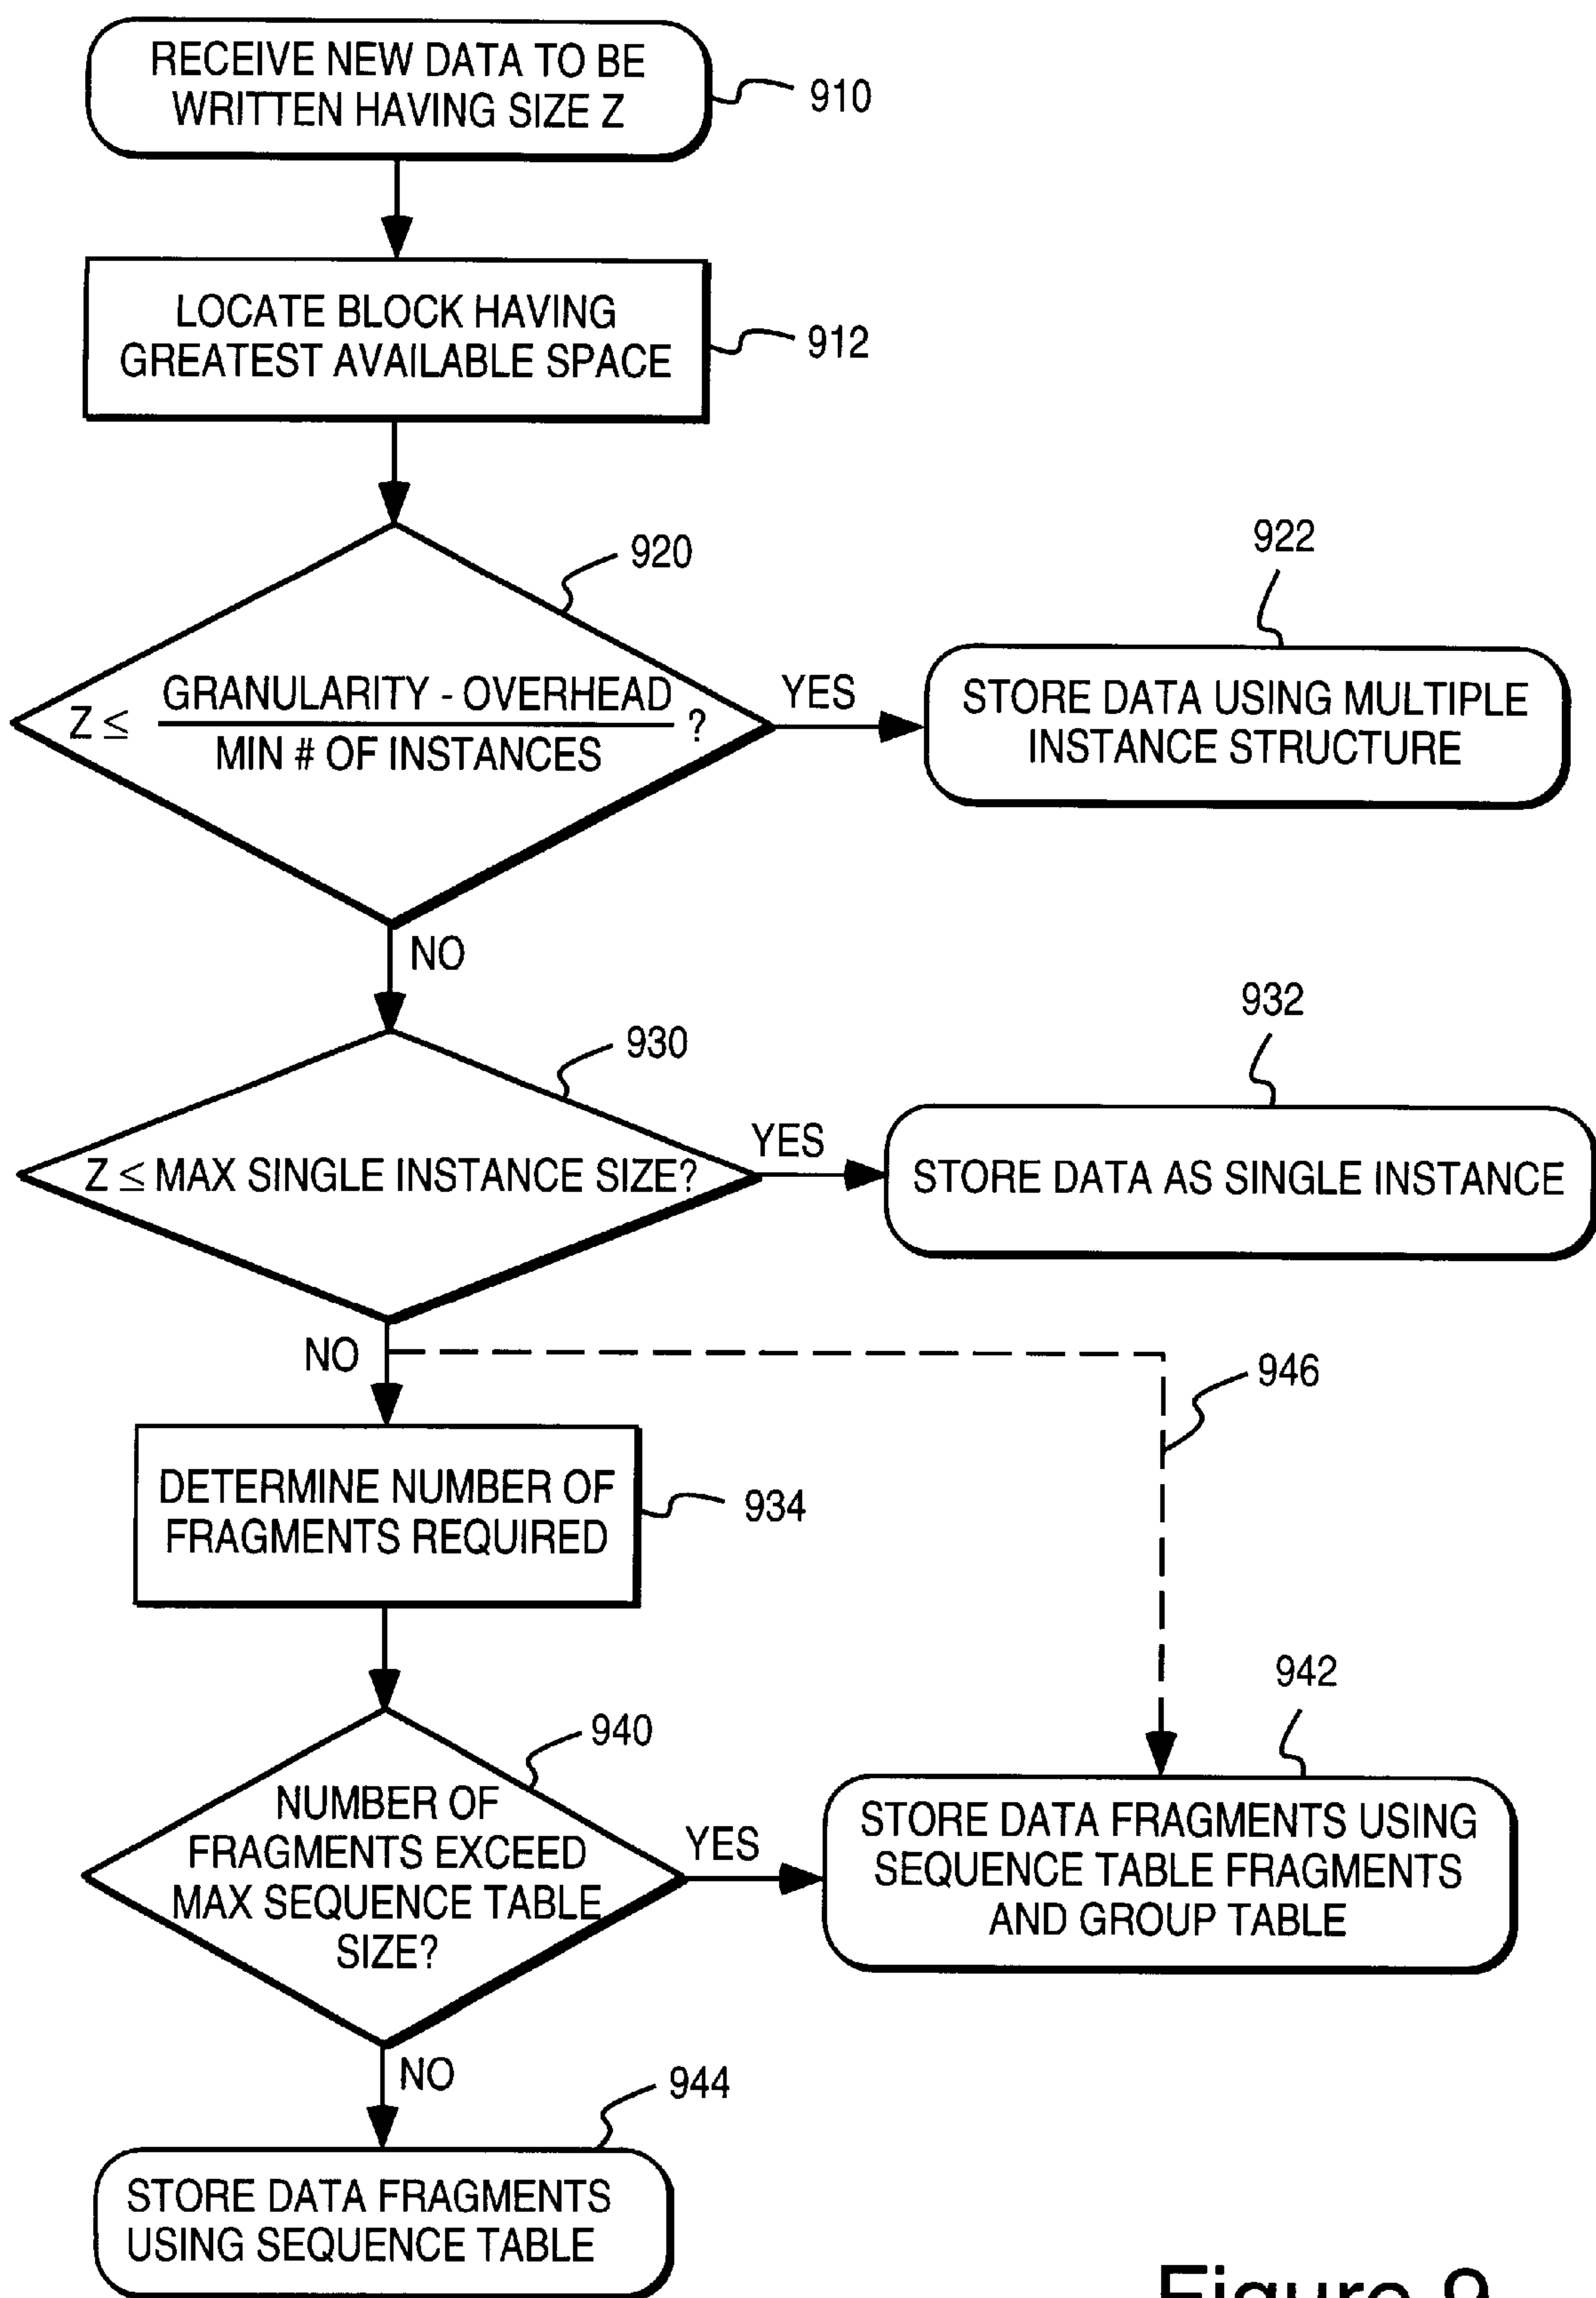 RECEIVE NEW DATA TO BE
WRITTEN HAVING SIZE Z
910
LOCATE BLOCK HAVING
GREATEST AVAILABLE SPACE
912
920
Z ≤ GRANULARITY - OVERHEAD ?
MIN # OF INSTANCES
YES
922
STORE DATA USING MULTIPLE
INSTANCE STRUCTURE
NO
930
Z ≤ MAX SINGLE INSTANCE SIZE?
YES
932
STORE DATA AS SINGLE INSTANCE
NO
946
DETERMINE NUMBER OF
FRAGMENTS REQUIRED
934
940
NUMBER OF
FRAGMENTS EXCEED
MAX SEQUENCE TABLE
SIZE?
YES
942
STORE DATA FRAGMENTS USING
SEQUENCE TABLE FRAGMENTS
AND GROUP TABLE
NO
944
STORE DATA FRAGMENTS
USING SEQUENCE TABLE
Figure 9